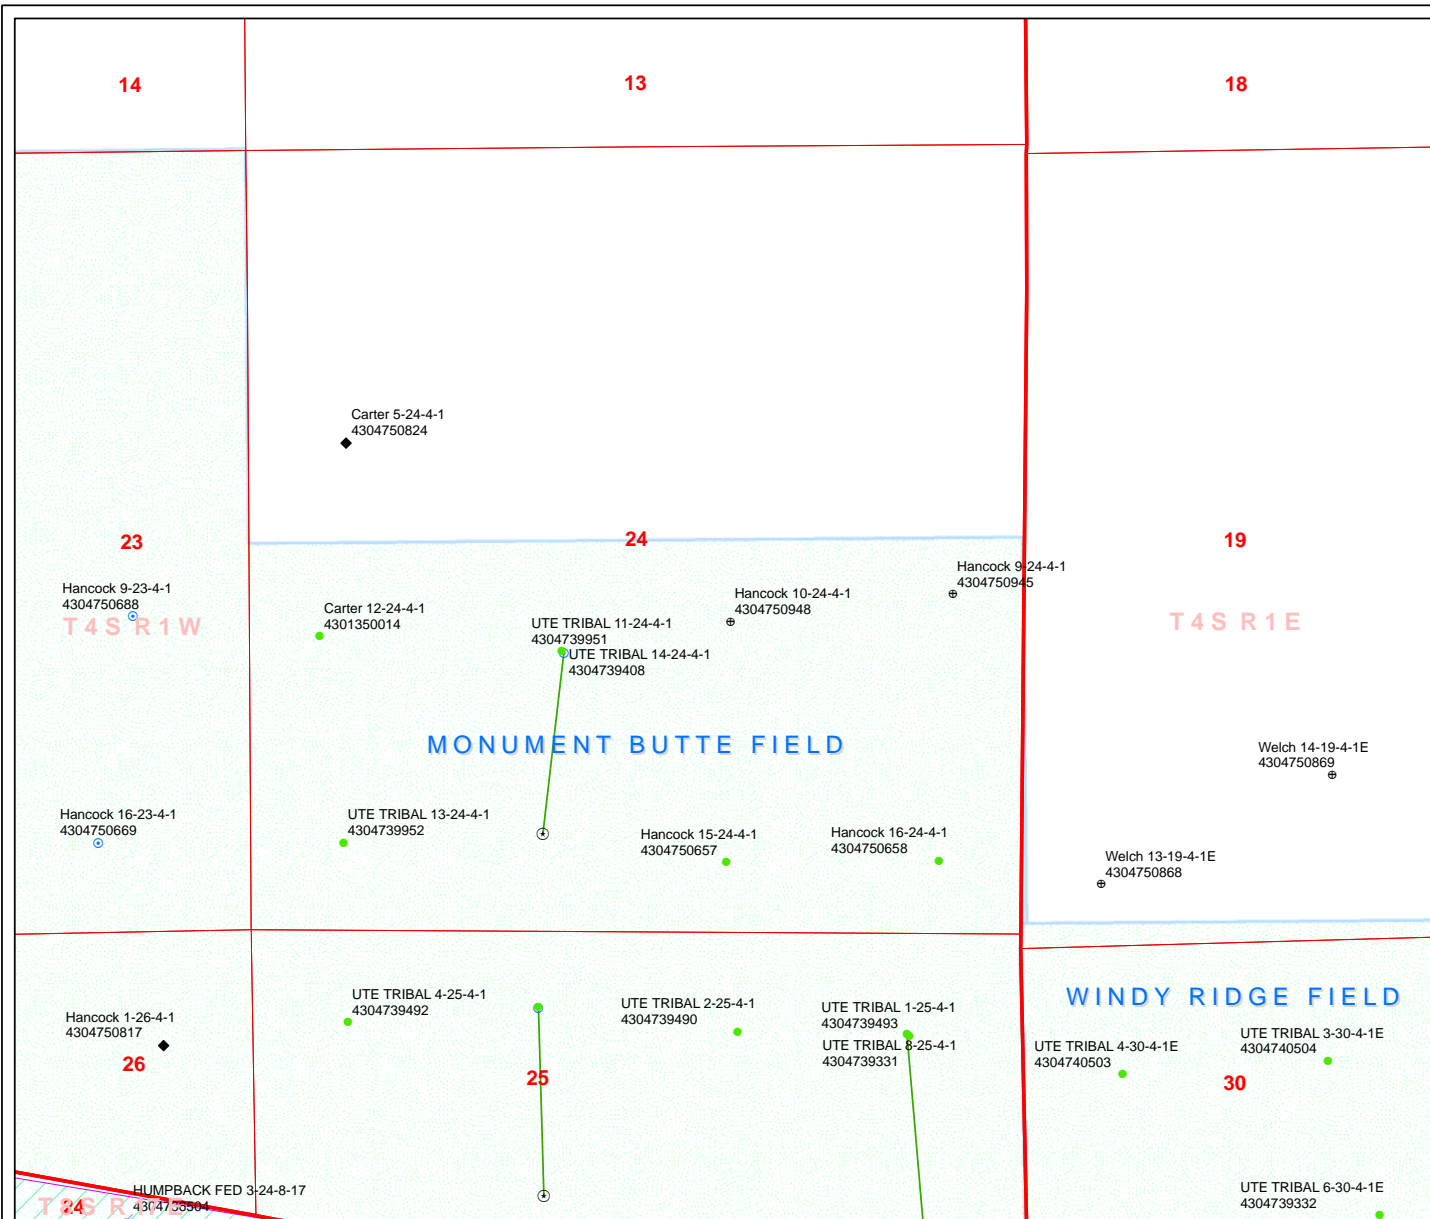 14
13
18
Carter 5-24-4-1
4304750824
23
24
19
Hancock 9-23-4-1
4304750688
T4S R1W
Carter 12-24-4-1
4301350014
UTE TRIBAL 11-24-4-1
4304739951
UTE TRIBAL 14-24-4-1
4304739408
Hancock 10-24-4-1
4304750948
Hancock 9-24-4-1
4304750945
T4S R1E
MONUMENT BUTTE FIELD
Welch 14-19-4-1E
4304750869
Hancock 16-23-4-1
4304750669
UTE TRIBAL 13-24-4-1
4304739952
Hancock 15-24-4-1
4304750657
Hancock 16-24-4-1
4304750658
Welch 13-19-4-1E
4304750868
WINDY RIDGE FIELD
Hancock 1-26-4-1
4304750817
26
UTE TRIBAL 4-25-4-1
4304739492
25
UTE TRIBAL 2-25-4-1
4304739490
UTE TRIBAL 1-25-4-1
4304739493
UTE TRIBAL 8-25-4-1
4304739331
UTE TRIBAL 4-30-4-1E
4304740503
UTE TRIBAL 3-30-4-1E
4304740504
30
HUMPBACK FED 3-24-8-17
24
UTE TRIBAL 6-30-4-1E
4304739332